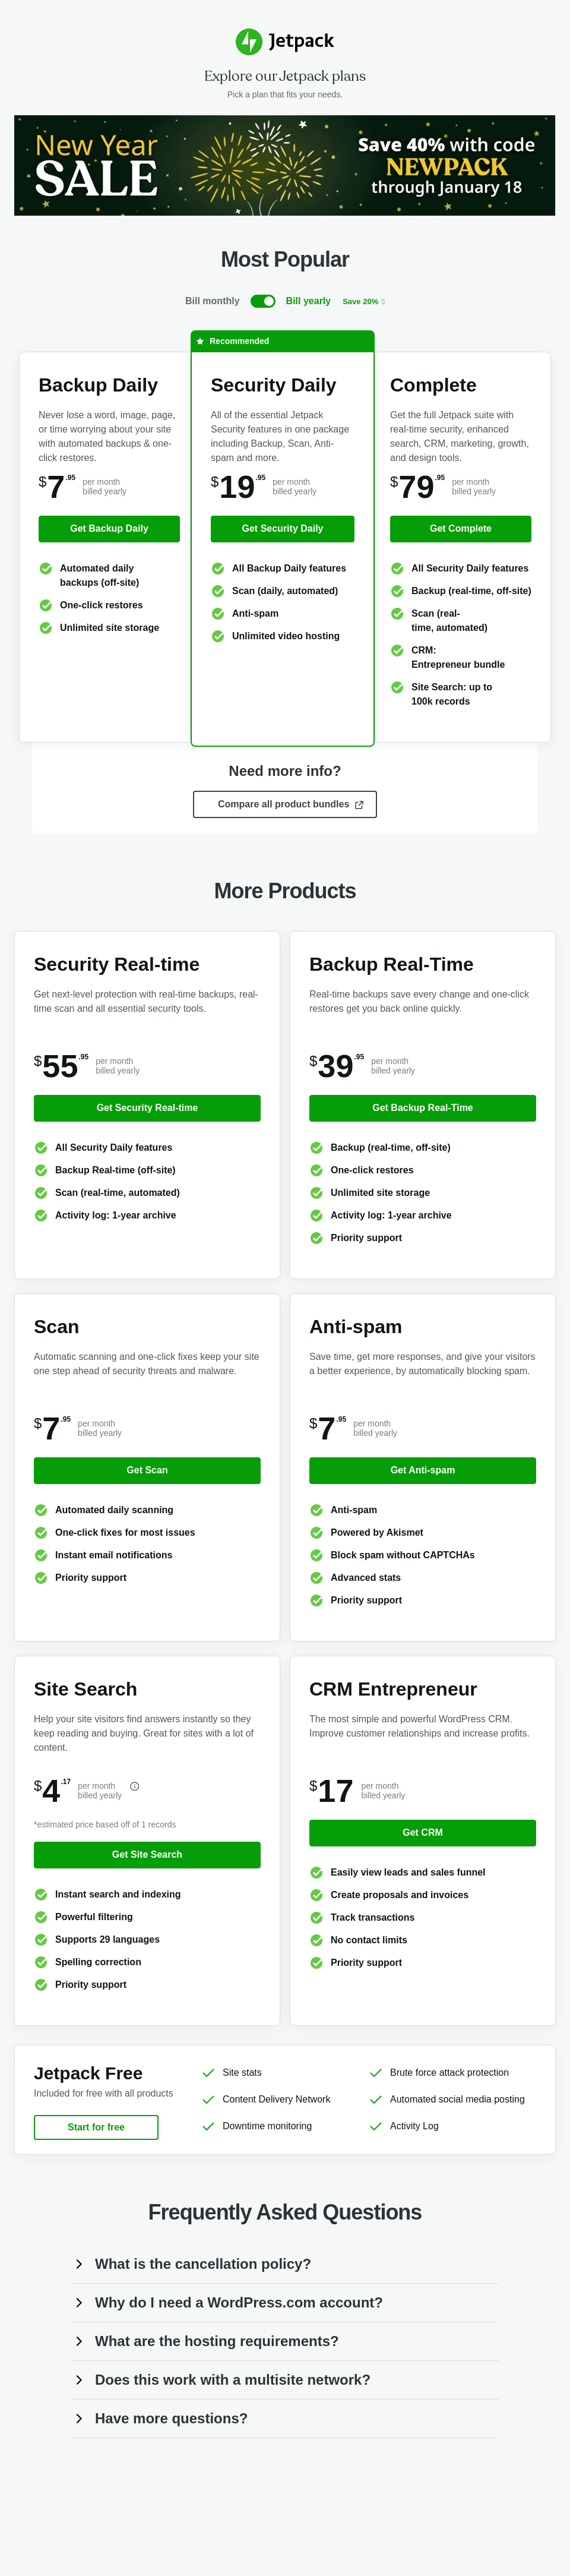 Jetpack
Explore our Jetpack plans
Pick a plan that fits your needs.
New Year
SALE
Save 40% with code
NEWPACK
through January 18
Most Popular
Bill monthly
Bill yearly
Save 20%
Recommended
Backup Daily
Never lose a word, image, page,
or time worrying about your site
with automated backups & one-
click restores.
$7.95
per month
billed yearly
Get Backup Daily
Automated daily
backups (off-site)
One-click restores
Unlimited site storage
Security Daily
All of the essential Jetpack
Security features in one package
including Backup, Scan, Anti-
spam and more.
$19.95
per month
billed yearly
Get Security Daily
All Backup Daily features
Scan (daily, automated)
Anti-spam
Unlimited video hosting
Complete
Get the full Jetpack suite with
real-time security, enhanced
search, CRM, marketing, growth,
and design tools.
$79.95
per month
billed yearly
Get Complete
All Security Daily features
Backup (real-time, off-site)
Scan (real-
time, automated)
CRM:
Entrepreneur bundle
Site Search: up to
100k records
Need more info?
Compare all product bundles
More Products
Security Real-time
Get next-level protection with real-time backups, real-
time scan and all essential security tools.
$55.95
per month
billed yearly
Get Security Real-time
All Security Daily features
Backup Real-time (off-site)
Scan (real-time, automated)
Activity log: 1-year archive
Backup Real-Time
Real-time backups save every change and one-click
restores get you back online quickly.
$39.95
per month
billed yearly
Get Backup Real-Time
Backup (real-time, off-site)
One-click restores
Unlimited site storage
Activity log: 1-year archive
Priority support
Scan
Automatic scanning and one-click fixes keep your site
one step ahead of security threats and malware.
$7.95
per month
billed yearly
Get Scan
Automated daily scanning
One-click fixes for most issues
Instant email notifications
Priority support
Anti-spam
Save time, get more responses, and give your visitors
a better experience, by automatically blocking spam.
$7.95
per month
billed yearly
Get Anti-spam
Anti-spam
Powered by Akismet
Block spam without CAPTCHAs
Advanced stats
Priority support
Site Search
Help your site visitors find answers instantly so they
keep reading and buying. Great for sites with a lot of
content.
$4.17
per month
billed yearly
*estimated price based off of 1 records
Get Site Search
Instant search and indexing
Powerful filtering
Supports 29 languages
Spelling correction
Priority support
CRM Entrepreneur
The most simple and powerful WordPress CRM.
Improve customer relationships and increase profits.
$17
per month
billed yearly
Get CRM
Easily view leads and sales funnel
Create proposals and invoices
Track transactions
No contact limits
Priority support
Jetpack Free
Included for free with all products
Start for free
Site stats
Content Delivery Network
Downtime monitoring
Brute force attack protection
Automated social media posting
Activity Log
Frequently Asked Questions
What is the cancellation policy?
Why do I need a WordPress.com account?
What are the hosting requirements?
Does this work with a multisite network?
Have more questions?